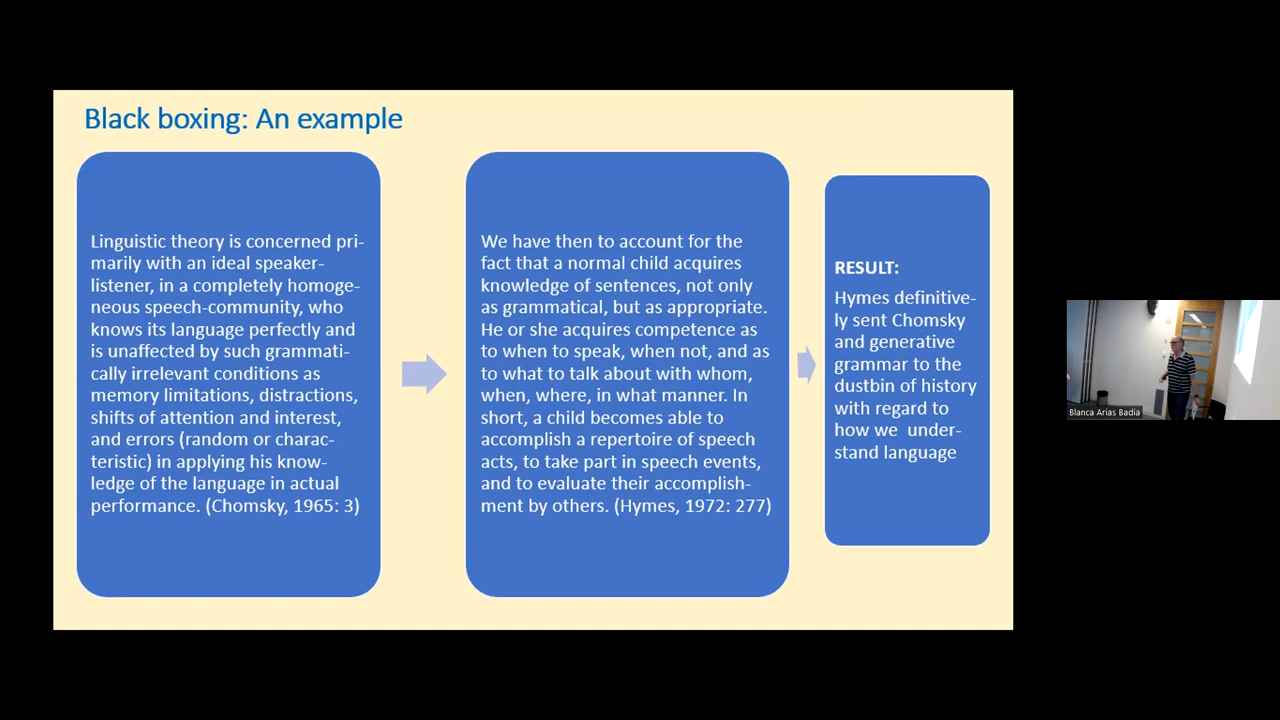 Black boxing: An example
Linguistic theory is concerned pri-
marily with an ideal speaker-
listener, in a completely homoge-
neous speech-community, who
knows its language perfectly and
is unaffected by such grammati-
cally irrelevant conditions as
memory limitations, distractions,
shifts of attention and interest,
and errors (random or charac-
teristic) in applying his know-
ledge of the language in actual
performance. (Chomsky, 1965: 3)
We have then to account for the
fact that a normal child acquires
knowledge of sentences, not only
as grammatical, but as appropriate.
He or she acquires competence as
to when to speak, when not, and as
to what to talk about with whom,
when, where, in what manner. In
short, a child becomes able to
accomplish a repertoire of speech
acts, to take part in speech events,
and to evaluate their accomplish-
ment by others. (Hymes, 1972: 277)
RESULT:
Hymes definitive-
ly sent Chomsky
and generative
grammar to the
dustbin of history
with regard to
how we under-
stand language
Blanca Arias Badia